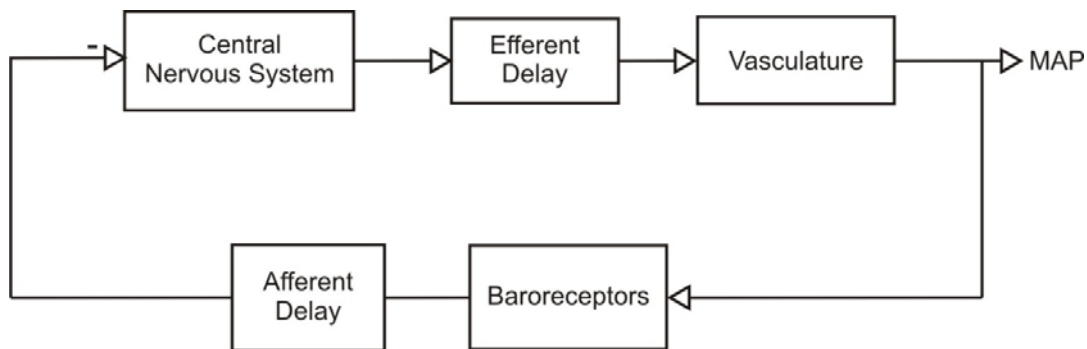 -
Central
Nervous System
Efferent
Delay
Vasculature
MAP
Afferent
Delay
Baroreceptors